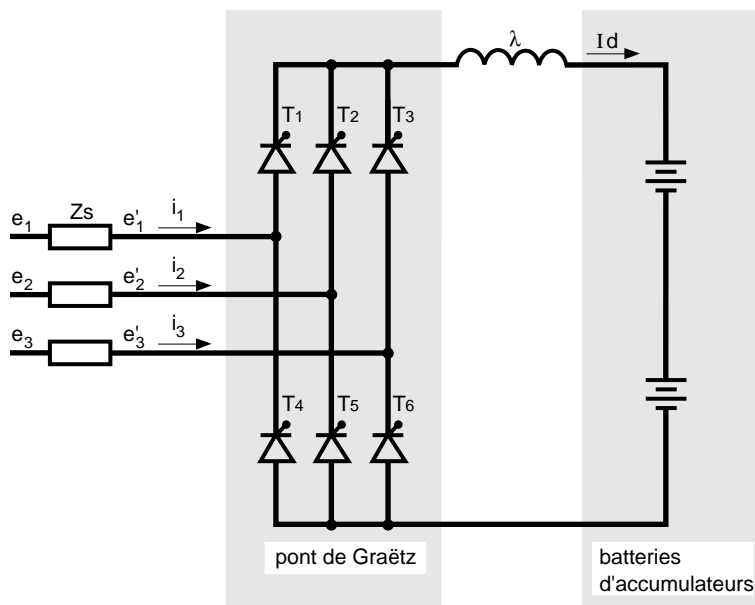 λ
Id
T1
T2
T3
e1
Zs
e'1
i1
e2
e'2
i2
e3
e'3
i3
T4
T5
T6
pont de Graëtz
batteries
d'accumulateurs